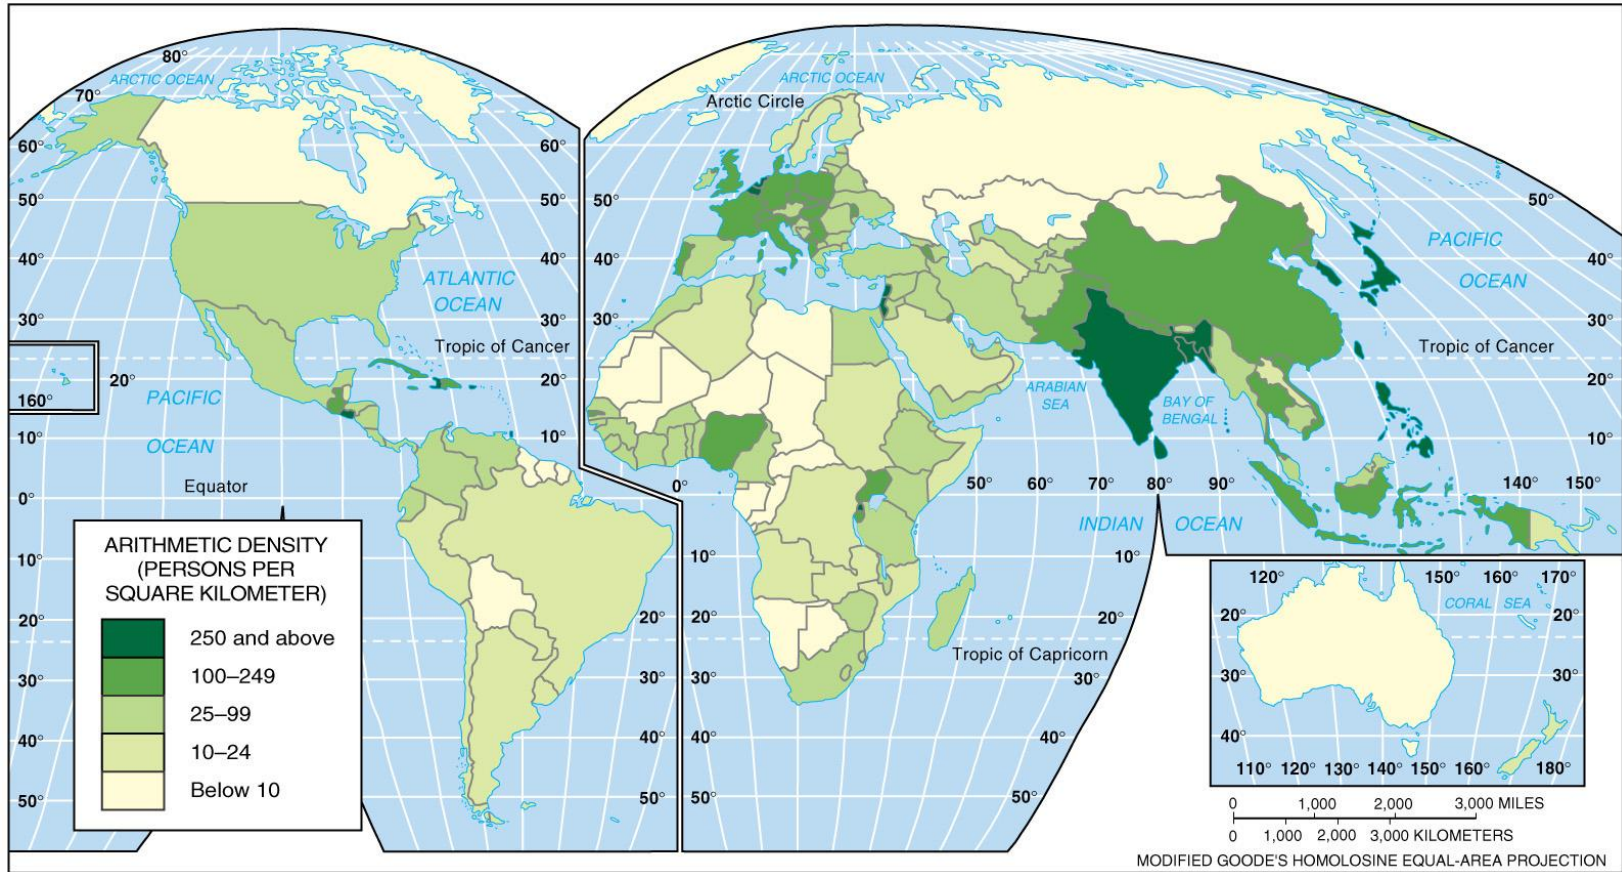 80°
ARCTIC OCEAN
70°
60°
50°
40°
30°
20°
160°
10°
0°
10°
20°
30°
40°
50°
60°
50°
40°
30°
20°
10°
ATLANTIC
OCEAN
Tropic of Cancer
PACIFIC
OCEAN
Equator
20°
30°
40°
50°
ARCTIC OCEAN
Arctic Circle
50°
40°
30°
0°
10°
20°
30°
40°
50°
50°
60°
70°
80°
90°
140°
150°
50°
40°
30°
20°
10°
PACIFIC
OCEAN
Tropic of Cancer
ARABIAN
SEA
BAY OF
BENGAL
INDIAN
OCEAN
10°
20°
Tropic of Capricorn
30°
40°
50°
ARITHMETIC DENSITY
(PERSONS PER
SQUARE KILOMETER)
250 and above
100–249
25–99
10–24
Below 10
120°
150°
160°
170°
CORAL SEA
20°
30°
40°
20°
30°
110°
120°
130°
140°
150°
160°
180°
0 1,000 2,000 3,000 MILES
0 1,000 2,000 3,000 KILOMETERS
MODIFIED GOODE'S HOMOLOSINE EQUAL-AREA PROJECTION